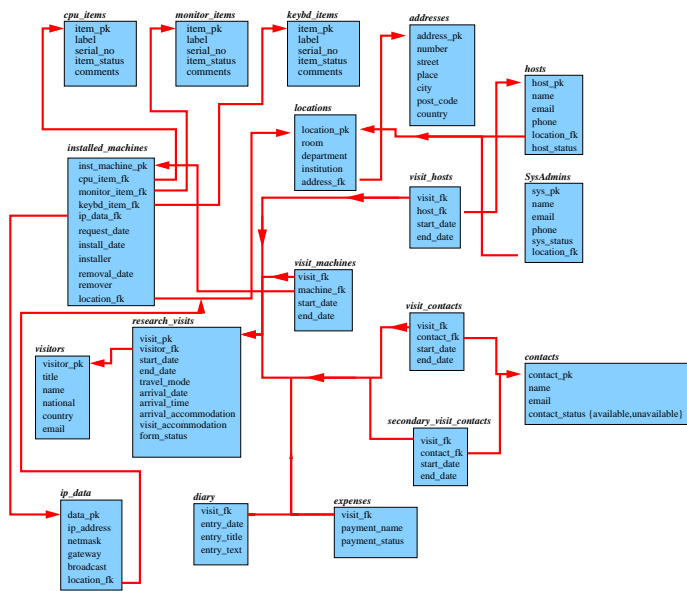 cpu_items
item_pk
label
serial_no
item_status
comments
monitor_items
item_pk
label
serial_no
item_status
comments
keybd_items
item_pk
label
serial_no
item_status
comments
addresses
address_pk
number
street
place
city
post_code
country
hosts
host_pk
name
email
phone
location_fk
host_status
locations
location_pk
room
department
institution
address_fk
installed_machines
inst_machine_pk
cpu_item_fk
monitor_item_fk
keybd_item_fk
ip_data_fk
request_date
install_date
installer
removal_date
remover
location_fk
visit_hosts
visit_fk
host_fk
start_date
end_date
SysAdmins
sys_pk
name
email
phone
sys_status
location_fk
visit_machines
visit_fk
machine_fk
start_date
end_date
visit_contacts
visit_fk
contact_fk
start_date
end_date
research_visits
visit_pk
visitor_fk
start_date
end_date
travel_mode
arrival_date
arrival_time
arrival_accommodation
visit_accommodation
form_status
visitors
visitor_pk
title
name
national
country
email
contacts
contact_pk
name
email
contact_status {available,unavailable}
secondary_visit_contacts
visit_fk
contact_fk
start_date
end_date
ip_data
data_pk
ip_address
netmask
gateway
broadcast
location_fk
diary
visit_fk
entry_date
entry_title
entry_text
expenses
visit_fk
payment_name
payment_status